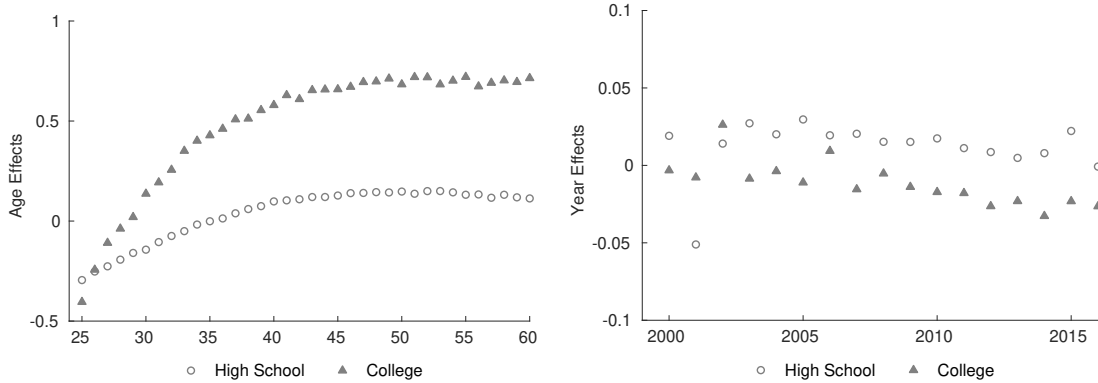 1
0.5
0
-0.5
Age Effects
25 30 35 40 45 50 55 60
High School College
0.1
0.05
0
-0.05
-0.1
Year Effects
2000 2005 2010 2015
High School College